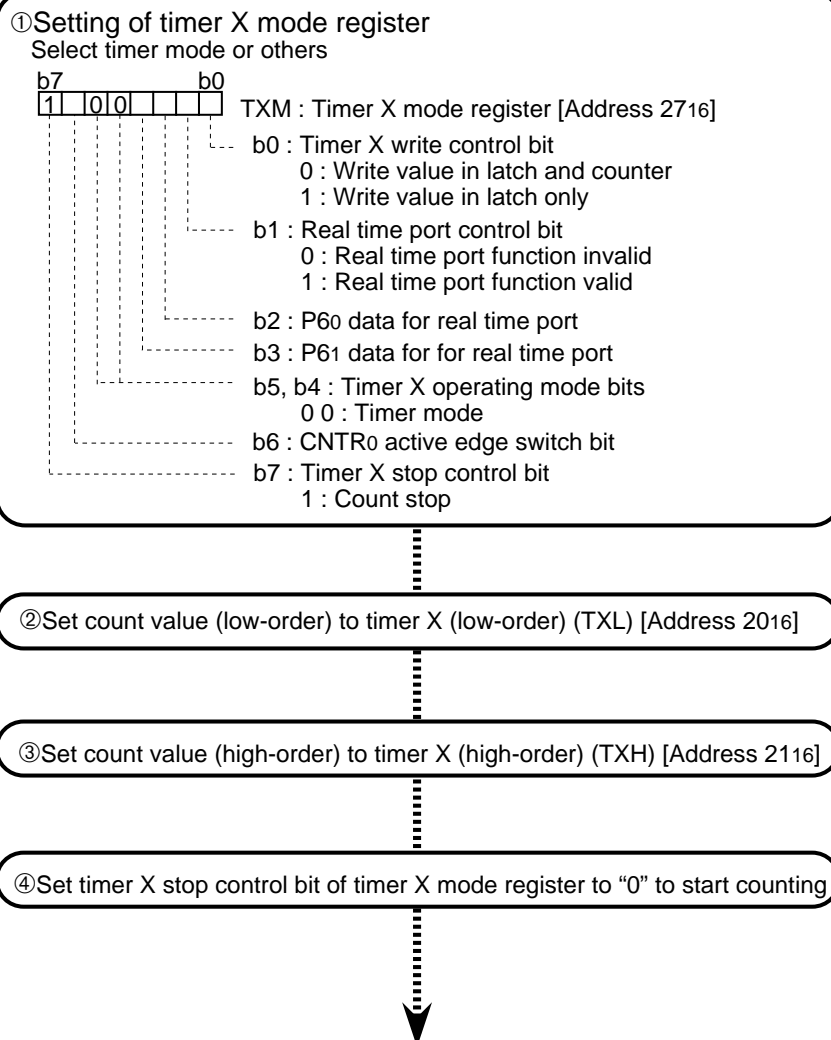 ①Setting of timer X mode register
Select timer mode or others
b7 b0
1 0 0 TXM : Timer X mode register [Address 2716]
b0 : Timer X write control bit
0 : Write value in latch and counter
1 : Write value in latch only
b1 : Real time port control bit
0 : Real time port function invalid
1 : Real time port function valid
b2 : P60 data for real time port
b3 : P61 data for for real time port
b5, b4 : Timer X operating mode bits
0 0 : Timer mode
b6 : CNTR0 active edge switch bit
b7 : Timer X stop control bit
1 : Count stop
②Set count value (low-order) to timer X (low-order) (TXL) [Address 2016]
③Set count value (high-order) to timer X (high-order) (TXH) [Address 2116]
④Set timer X stop control bit of timer X mode register to “0” to start counting